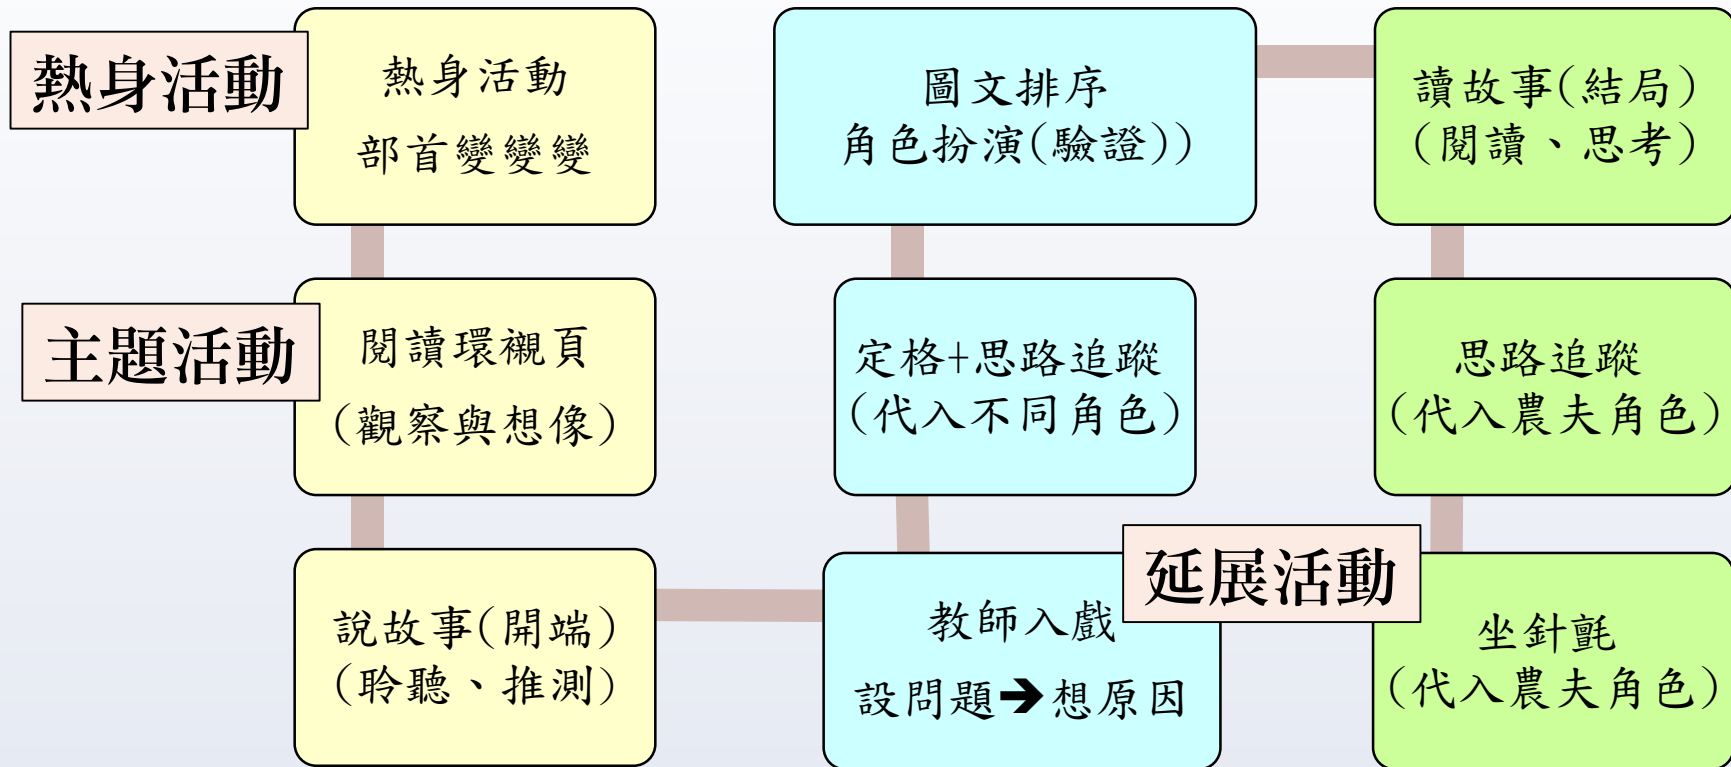 熱身活動
熱身活動
部首變變變
主題活動
閱讀環襯頁
(觀察與想像)
說故事(開端)
(聆聽、推測)
教師入戲
設問題➔想原因
定格+思路追蹤
(代入不同角色)
圖文排序
角色扮演(驗證))
讀故事(結局)
(閱讀、思考)
思路追蹤
(代入農夫角色)
延展活動
坐針氈
(代入農夫角色)